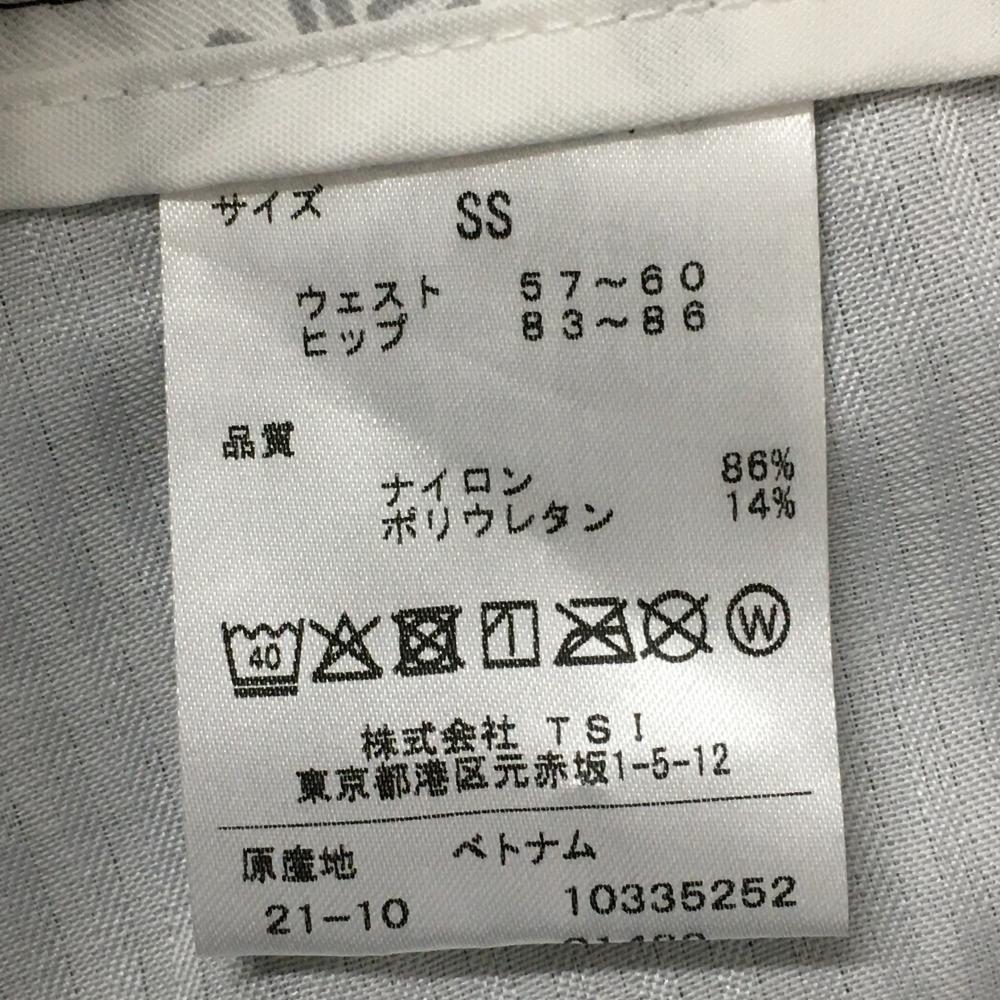 サイズ SS
ウェスト 57～60
ヒップ 83～86
品質
ナイロン 86%
ポリウレタン 14%
40
W
株式会社 TSI
東京都港区元赤坂1-5-12
原産地 ベトナム
21-10 10335252